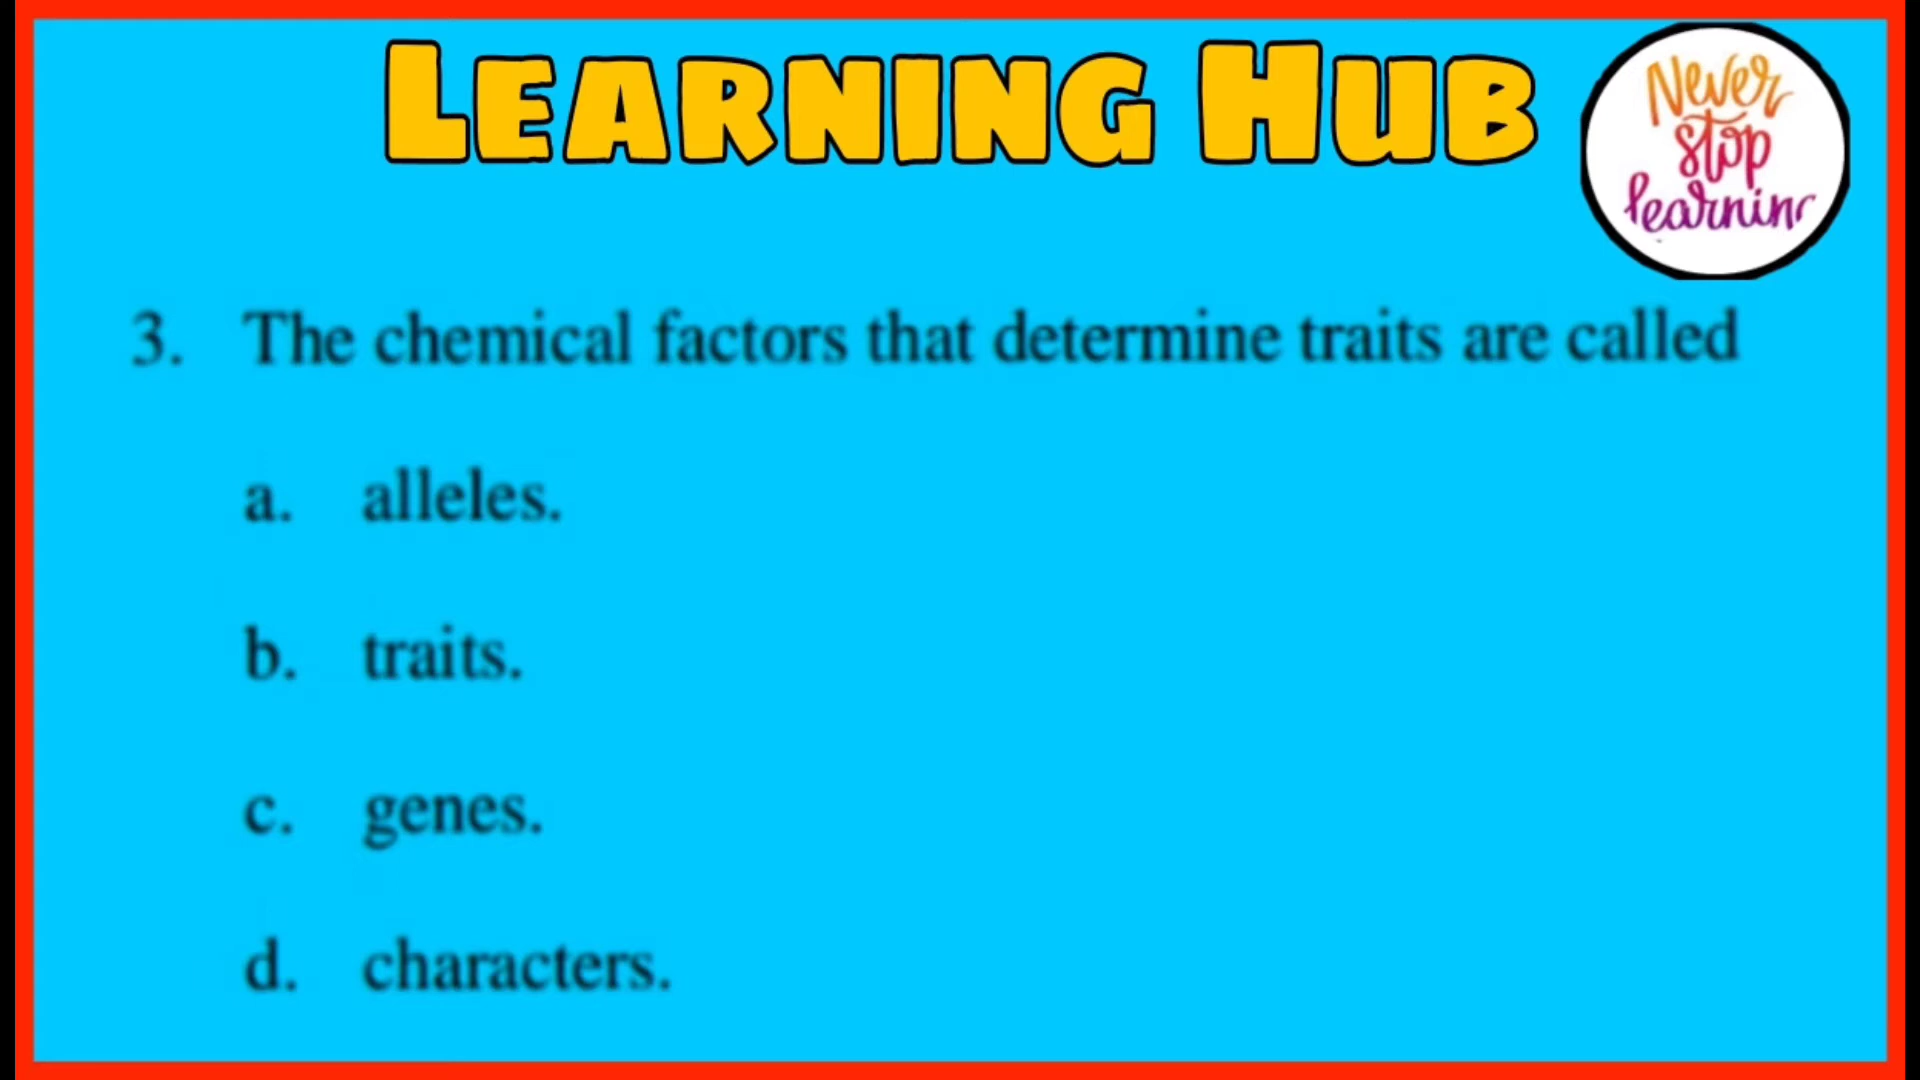 LEARNING HUB
Never
stop
learnin
3. The chemical factors that determine traits are called
a. alleles.
b. traits.
c. genes.
d. characters.